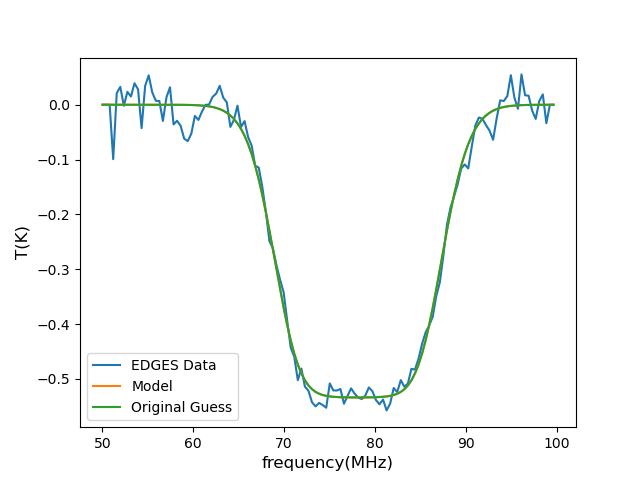 0.0
−0.1
−0.2
−0.3
−0.4
−0.5
T(K)
EDGES Data
Model
Original Guess
50 60 70 80 90 100
frequency(MHz)